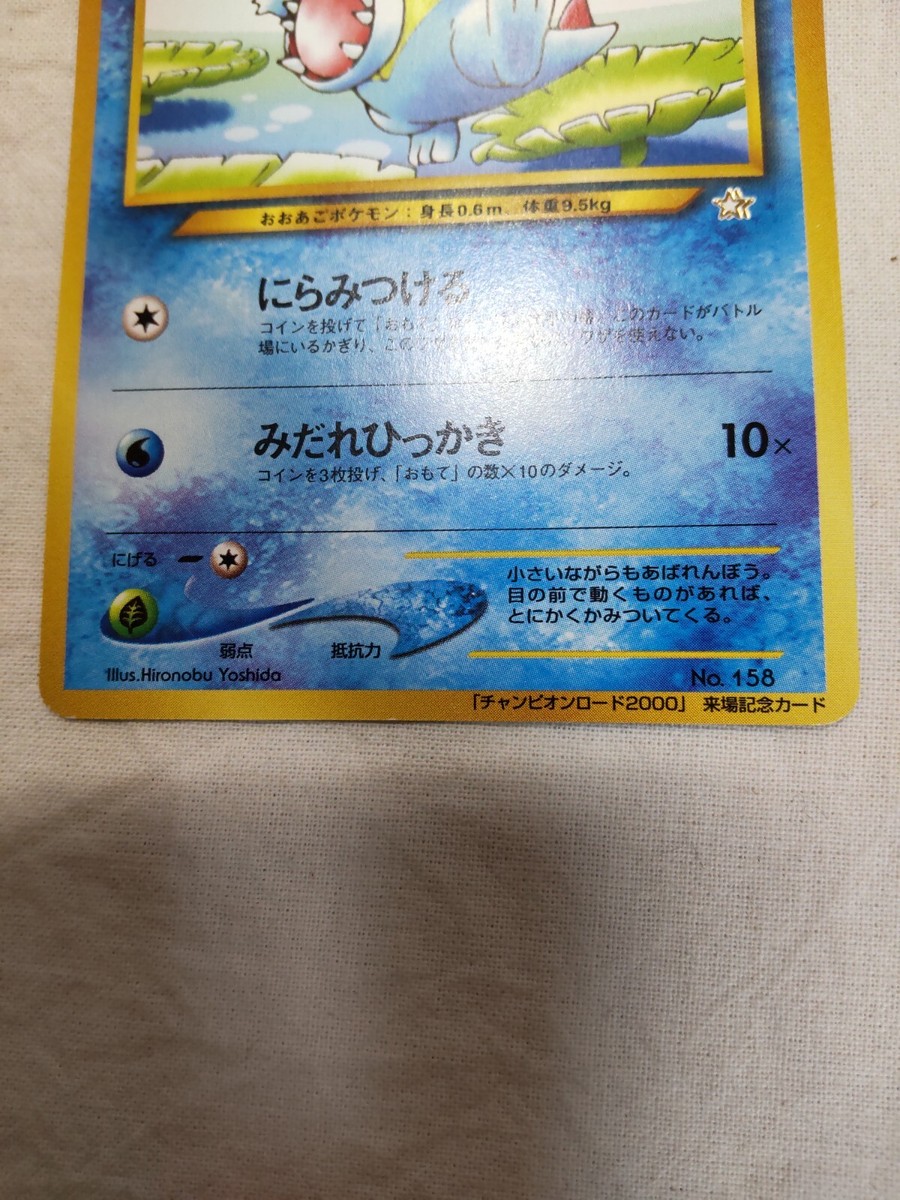 おおあごポケモン：身長0.6m 体重9.5kg
にらみつける
コインを投げて「おもて」 このカードがバトル
場にいるかぎり、この ワザを使えない。
みだれひっかき 10×
コインを3枚投げ、「おもて」の数×10のダメージ。
にげる
小さいながらもあばれんぼう。
目の前で動くものがあれば、
とにかくかみついてくる。
弱点 抵抗力
Illus.Hironobu Yoshida No. 158
「チャンピオンロード2000」 来場記念カード